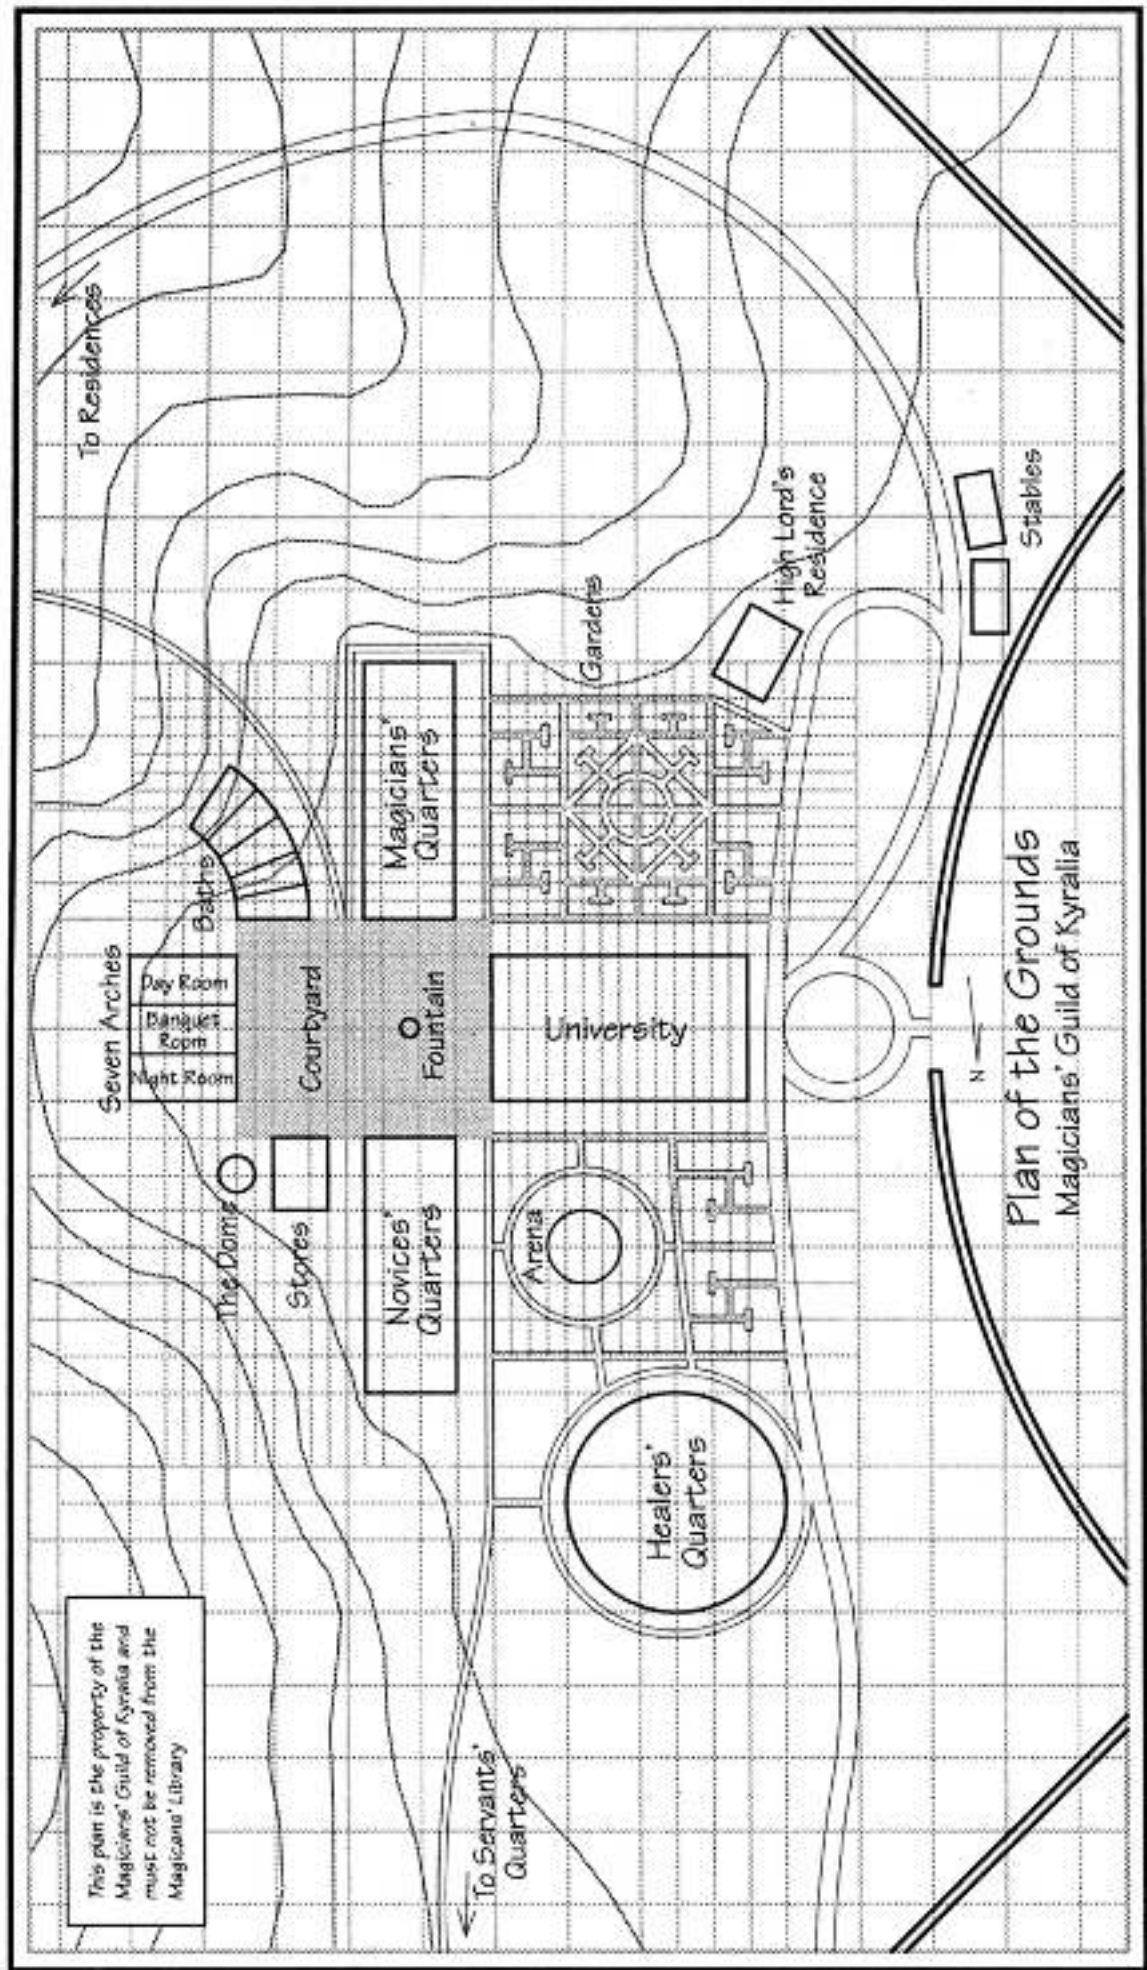 This plan is the property of the
Magicians' Guild of Kyralia and
must not be removed from the
Magicians' Library
To Residences
Seven Arches
Day Room
Banquet
Room
Night Room
Baths
The Dome
Stores
Courtyard
Fountain
Magicians'
Quarters
Novices'
Quarters
To Servants'
Quarters
University
Arena
Gardens
Healers'
Quarters
High Lord's
Residence
Stables
N
Plan of the Grounds
Magicians' Guild of Kyralia